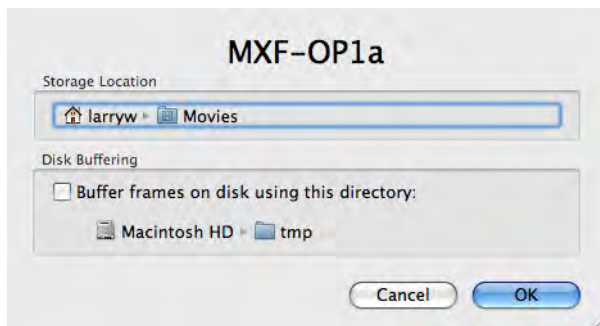 MXF-OP1a
Storage Location
larryw Movies
Disk Buffering
Buffer frames on disk using this directory:
Macintosh HD tmp
Cancel OK